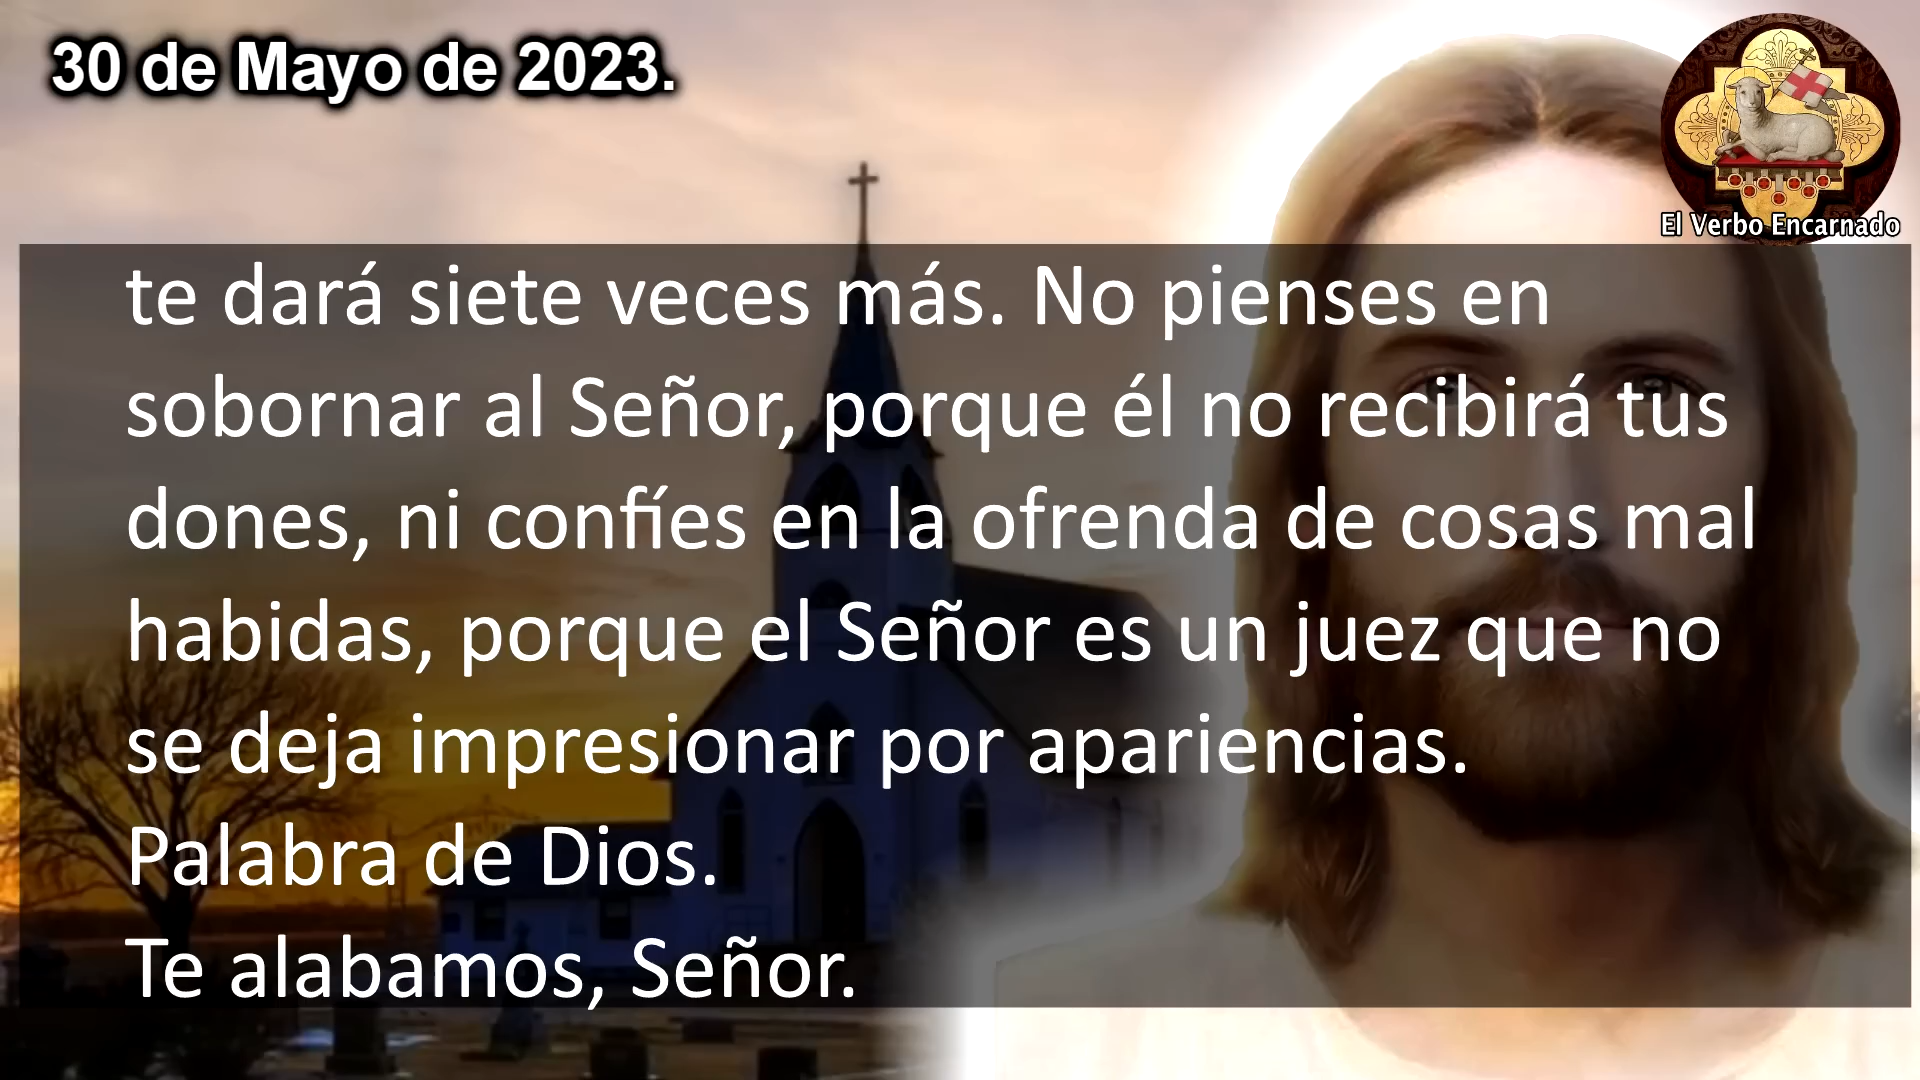 30 de Mayo de 2023.
El Verbo Encarnado
te dará siete veces más. No pienses en
sobornar al Señor, porque él no recibirá tus
dones, ni confíes en la ofrenda de cosas mal
habidas, porque el Señor es un juez que no
se deja impresionar por apariencias.
Palabra de Dios.
Te alabamos, Señor.